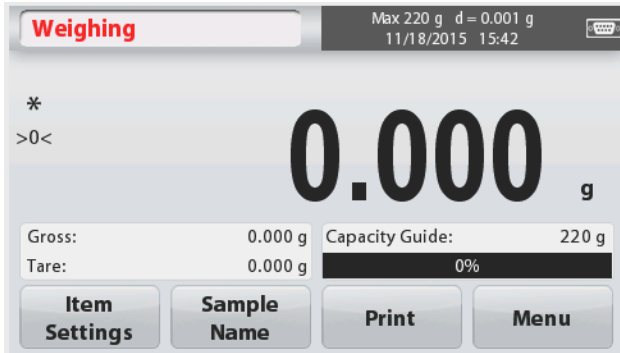 Weighing
Max 220 g d = 0.001 g
11/18/2015 15:42
*
>0<
0.000 g
Gross: 0.000 g
Tare: 0.000 g
Capacity Guide: 220 g
0%
Item Settings
Sample Name
Print
Menu